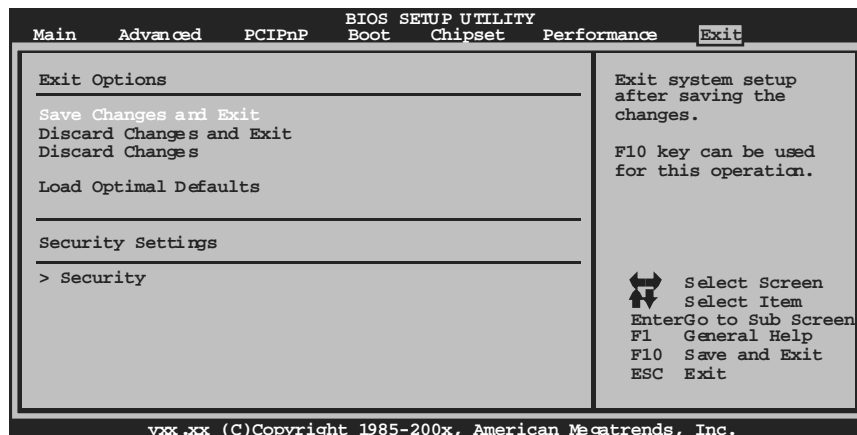 BIOS SETUP UTILITY
Main Advanced PCIPnP Boot Chipset Performance Exit
Exit Options
Save Changes and Exit
Discard Changes and Exit
Discard Changes
Load Optimal Defaults
Security Settings
> Security
Exit system setup
after saving the
changes.
F10 key can be used
for this operation.
Select Screen
Select Item
Enter Go to Sub Screen
F1 General Help
F10 Save and Exit
ESC Exit
vxx.xx (C)Copyright 1985-200x, American Megatrends, Inc.